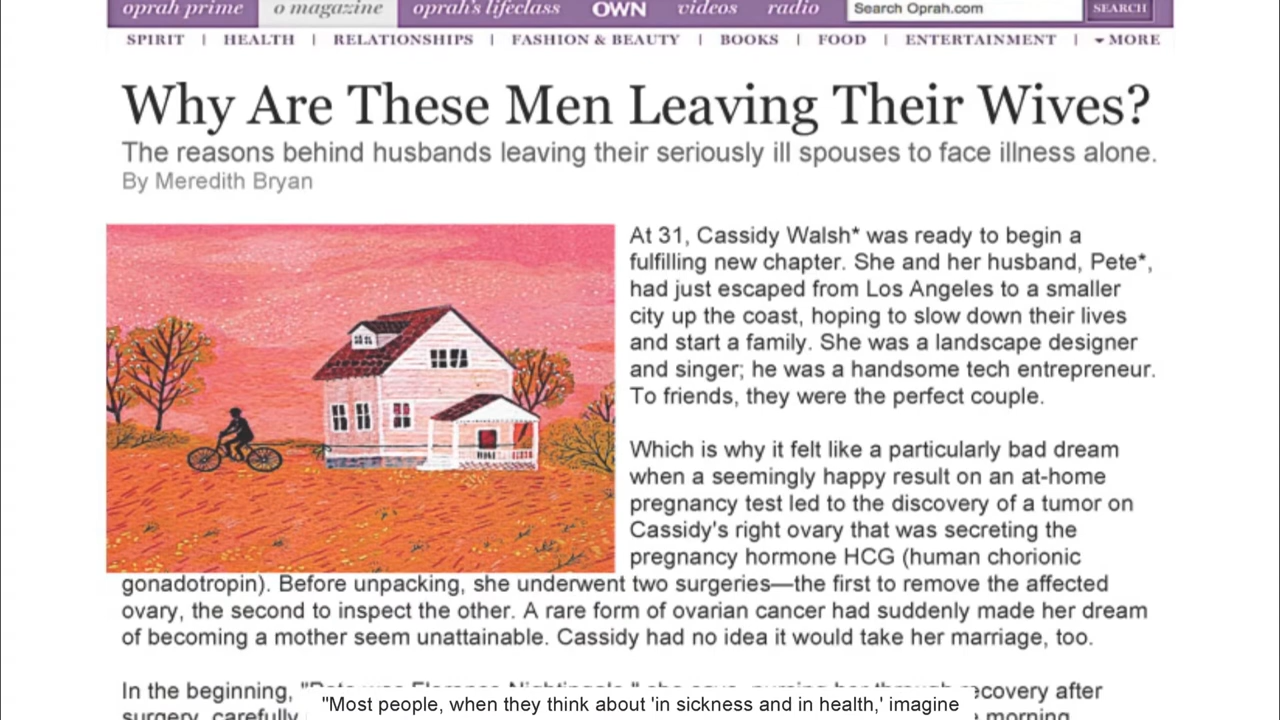 oprah prime o magazine oprah's lifeclass OWN videos radio Search Oprah.com SEARCH
SPIRIT | HEALTH | RELATIONSHIPS | FASHION & BEAUTY | BOOKS | FOOD | ENTERTAINMENT | MORE
Why Are These Men Leaving Their Wives?
The reasons behind husbands leaving their seriously ill spouses to face illness alone.
By Meredith Bryan
At 31, Cassidy Walsh* was ready to begin a
fulfilling new chapter. She and her husband, Pete*,
had just escaped from Los Angeles to a smaller
city up the coast, hoping to slow down their lives
and start a family. She was a landscape designer
and singer; he was a handsome tech entrepreneur.
To friends, they were the perfect couple.
Which is why it felt like a particularly bad dream
when a seemingly happy result on an at-home
pregnancy test led to the discovery of a tumor on
Cassidy's right ovary that was secreting the
pregnancy hormone HCG (human chorionic
gonadotropin). Before unpacking, she underwent two surgeries—the first to remove the affected
ovary, the second to inspect the other. A rare form of ovarian cancer had suddenly made her dream
of becoming a mother seem unattainable. Cassidy had no idea it would take her marriage, too.
In the beginning, recovery after
surgery, carefully morning
"Most people, when they think about 'in sickness and in health,' imagine